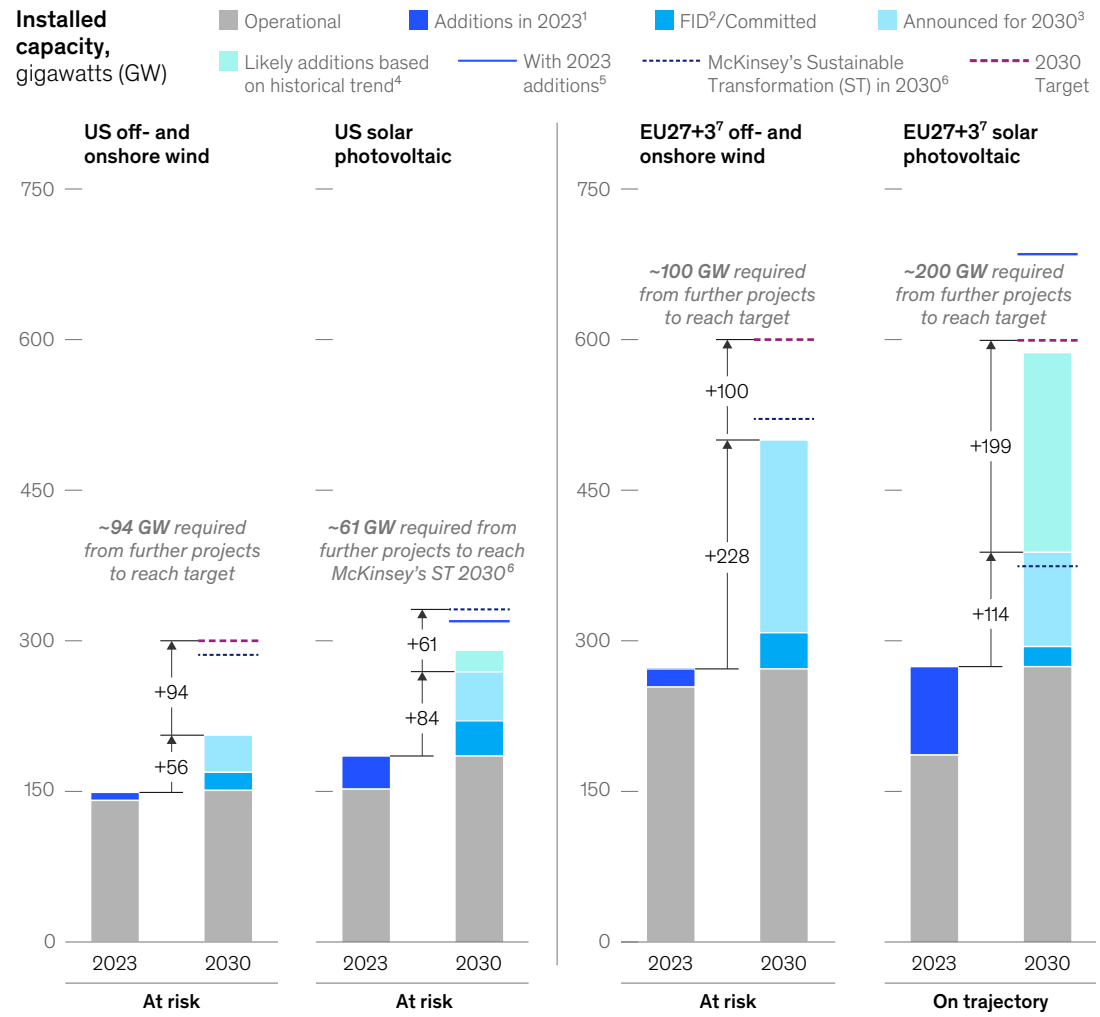 Installed
capacity,
gigawatts (GW)
Operational
Additions in 2023¹
FID²/Committed
Announced for 2030³
Likely additions based
on historical trend⁴
With 2023
additions⁵
McKinsey's Sustainable
Transformation (ST) in 2030⁶
2030
Target
US off- and
onshore wind
US solar
photovoltaic
EU27+3⁷ off- and
onshore wind
EU27+3⁷ solar
photovoltaic
750
600
450
300
150
0
~94 GW required
from further projects
to reach target
+94
+56
2023
2030
At risk
~61 GW required from
further projects to reach
McKinsey's ST 2030⁶
+61
+84
2023
2030
At risk
750
600
450
300
150
0
~100 GW required
from further projects
to reach target
+100
+228
2023
2030
At risk
~200 GW required
from further projects
to reach target
+199
+114
2023
2030
On trajectory